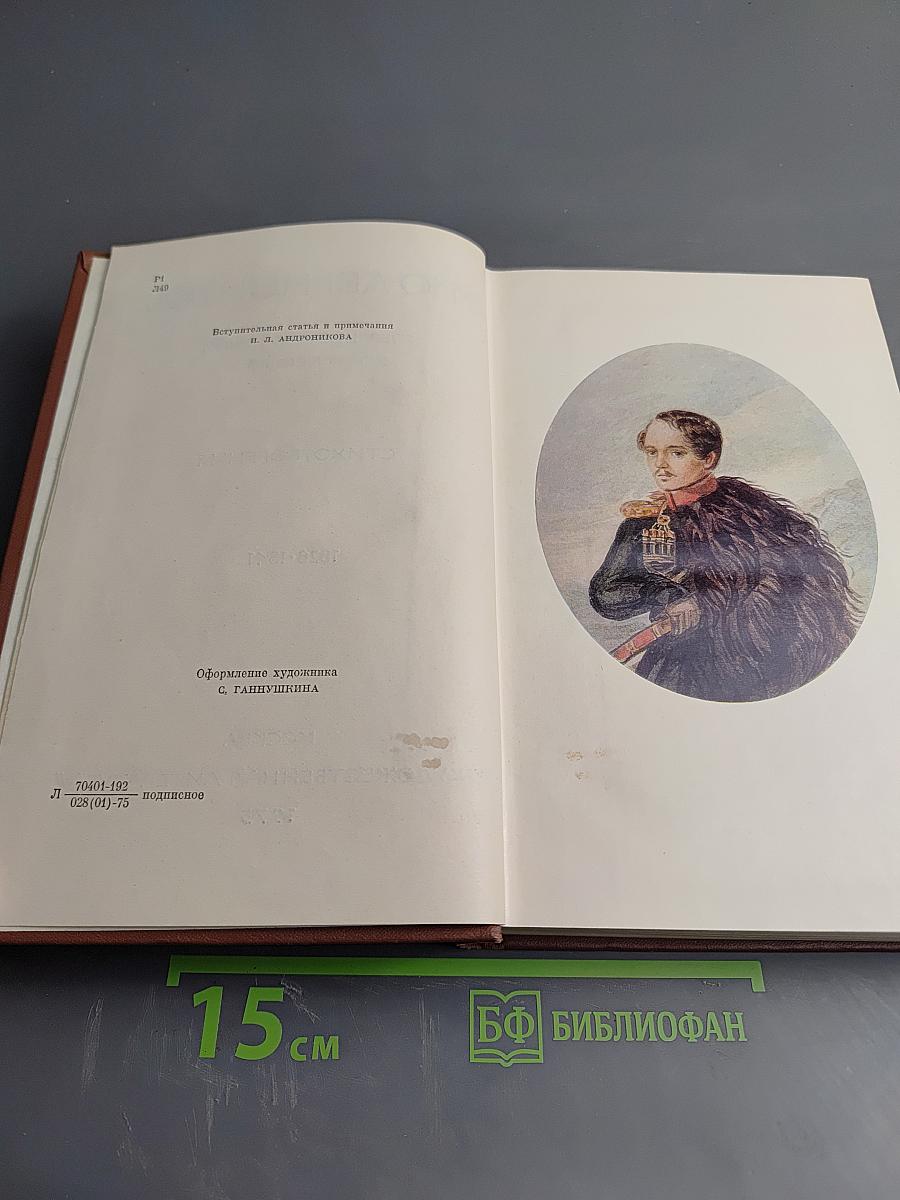 Р1
Л49
Вступительная статья и примечания
И. Л. АНДРОНИКОВА
Оформление художника
С. ГАННУШКИНА
Л 70401-192 подписное
028(01)-75
15 см
БФ БИБЛИОФАН